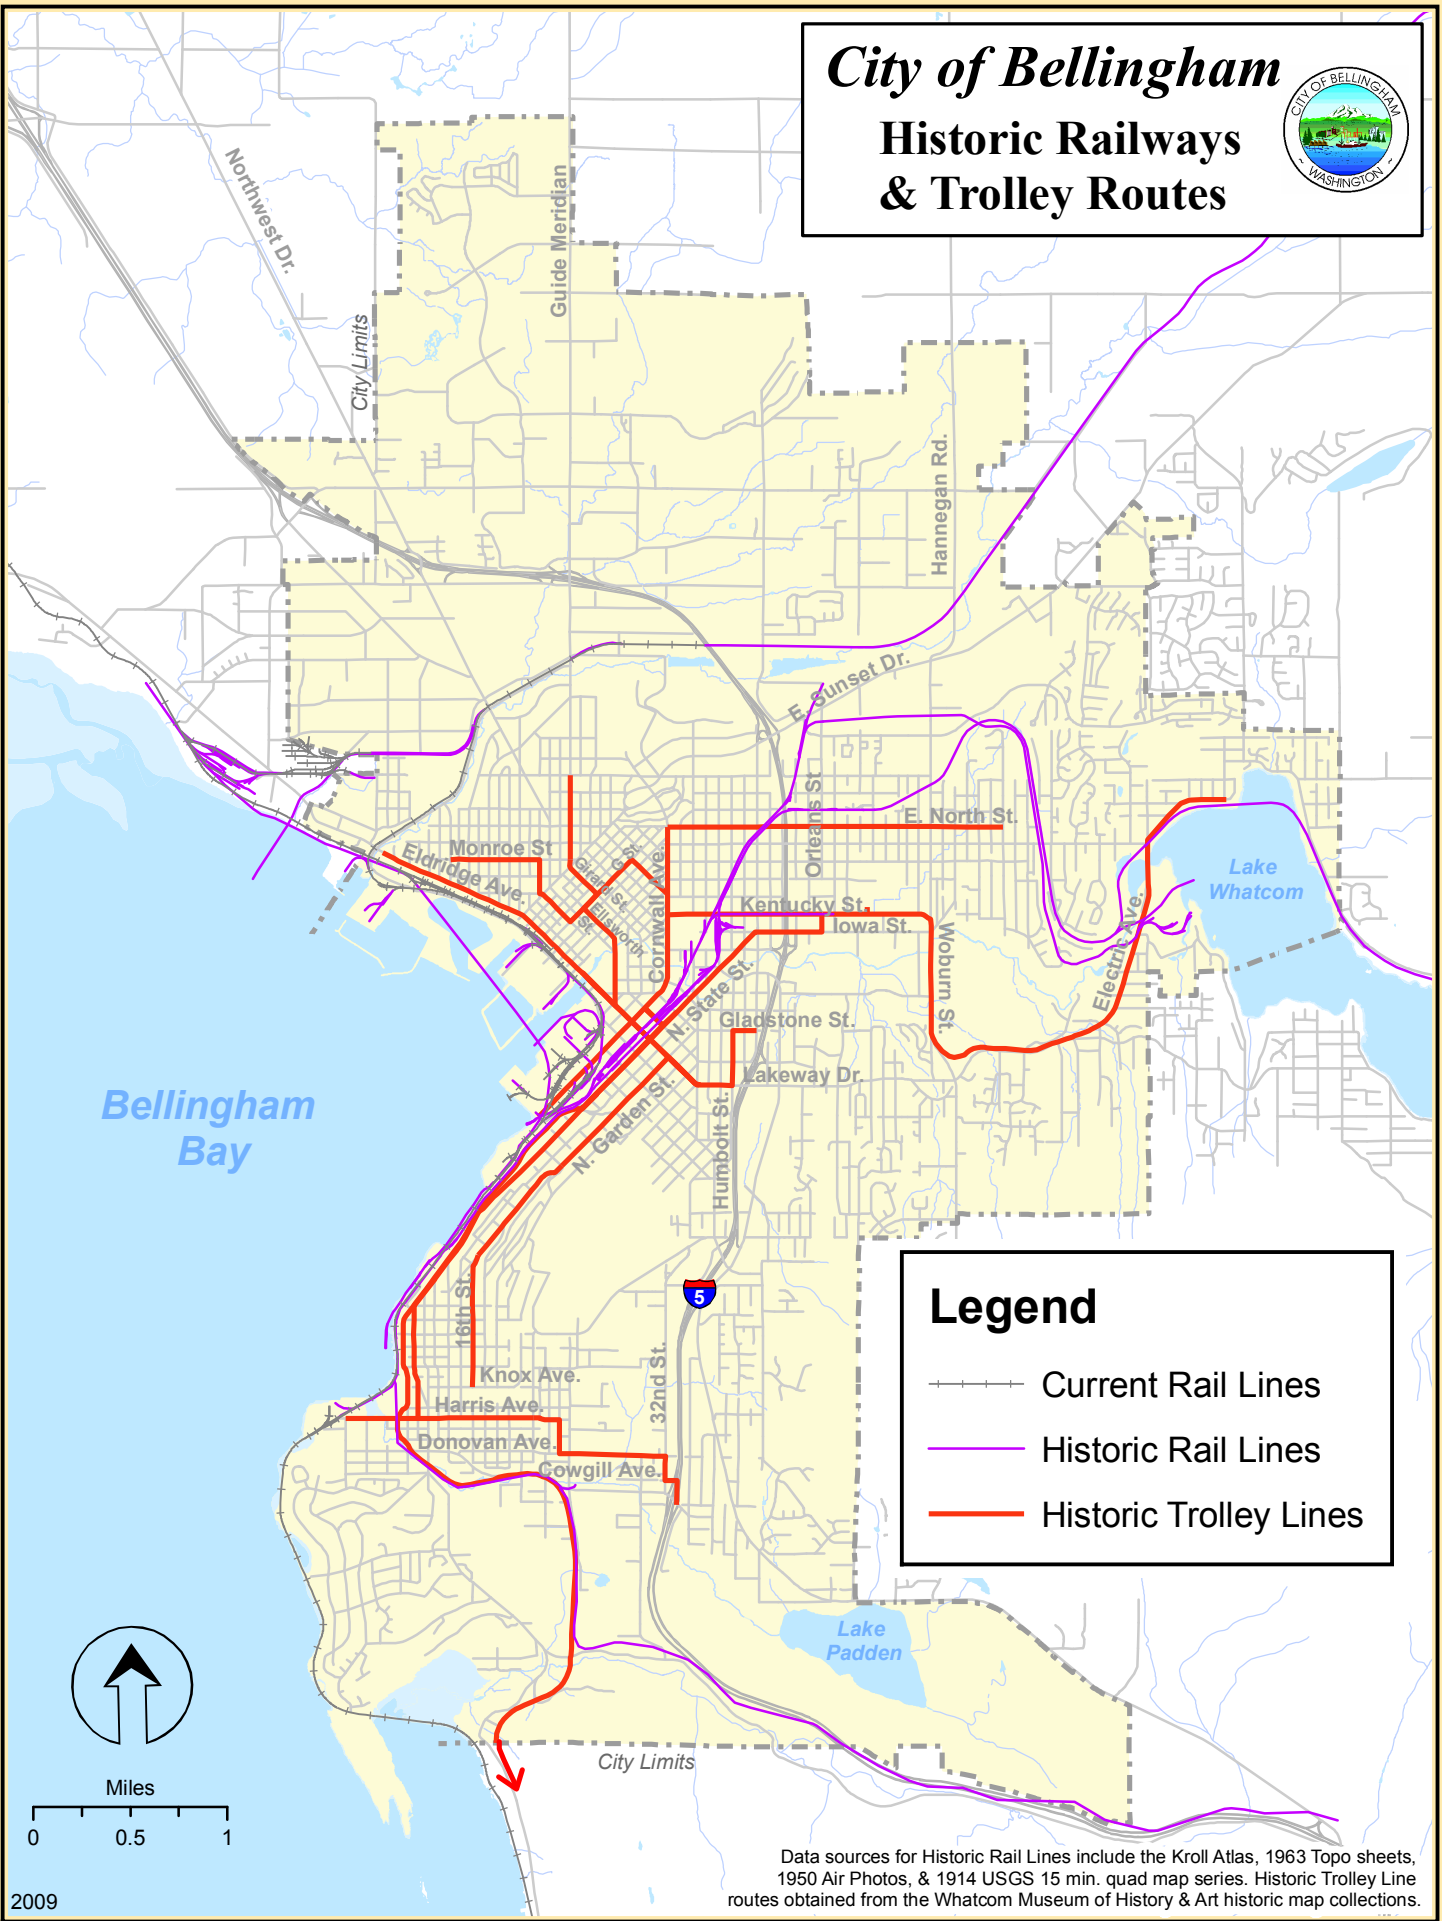 City of Bellingham
Historic Railways
& Trolley Routes
CITY OF BELLINGHAM
~ WASHINGTON ~
Northwest Dr.
Guide Meridian
City Limits
Hannegan Rd.
E. Sunset Dr.
Orleans St
E. North St.
Monroe St
Eldridge Ave.
G St.
Girard St.
Ellsworth
St.
Cornwall Ave.
Kentucky St.
Iowa St.
Woburn St.
Electric Ave.
Lake
Whatcom
N. State St.
Gladstone St.
Lakeway Dr.
N. Garden St.
Humbolt St.
Bellingham
Bay
5
16th St.
Knox Ave.
Harris Ave.
32nd St.
Donovan Ave.
Cowgill Ave.
Legend
Current Rail Lines
Historic Rail Lines
Historic Trolley Lines
Lake
Padden
City Limits
Miles
0 0.5 1
Data sources for Historic Rail Lines include the Kroll Atlas, 1963 Topo sheets,
1950 Air Photos, & 1914 USGS 15 min. quad map series. Historic Trolley Line
routes obtained from the Whatcom Museum of History & Art historic map collections.
2009